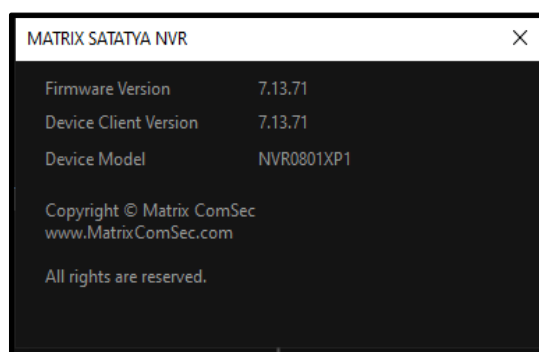 MATRIX SATATYA NVR
Firmware Version 7.13.71
Device Client Version 7.13.71
Device Model NVR0801XP1
Copyright © Matrix ComSec
www.MatrixComSec.com
All rights are reserved.